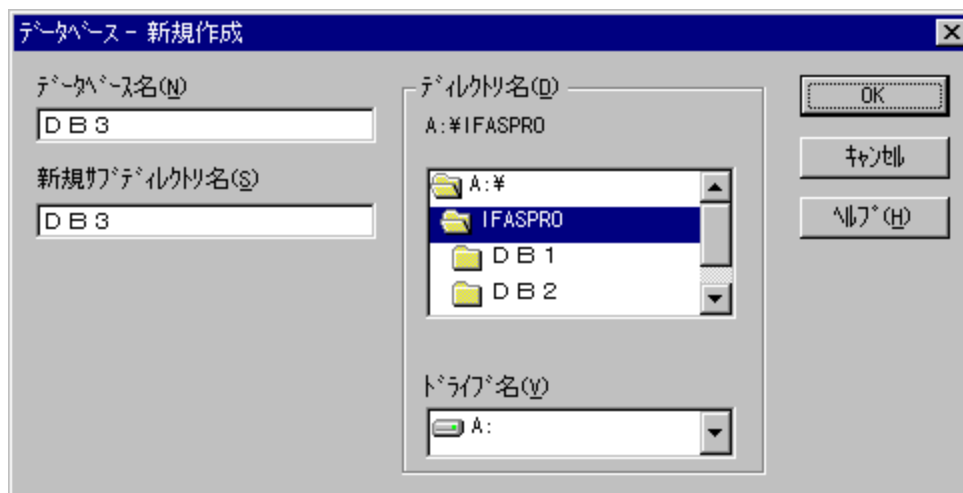 ﾃﾞｰﾀﾍﾞｰｽ - 新規作成
ﾃﾞｰﾀﾍﾞｰｽ名(N)
ＤＢ３
新規ｻﾌﾞﾃﾞｨﾚｸﾄﾘ名(S)
ＤＢ３
ﾃﾞｨﾚｸﾄﾘ名(D)
A:¥IFASPRO
A:¥
IFASPRO
ＤＢ１
ＤＢ２
ﾄﾞﾗｲﾌﾞ名(V)
A:
OK
ｷｬﾝｾﾙ
ﾍﾙﾌﾟ(H)